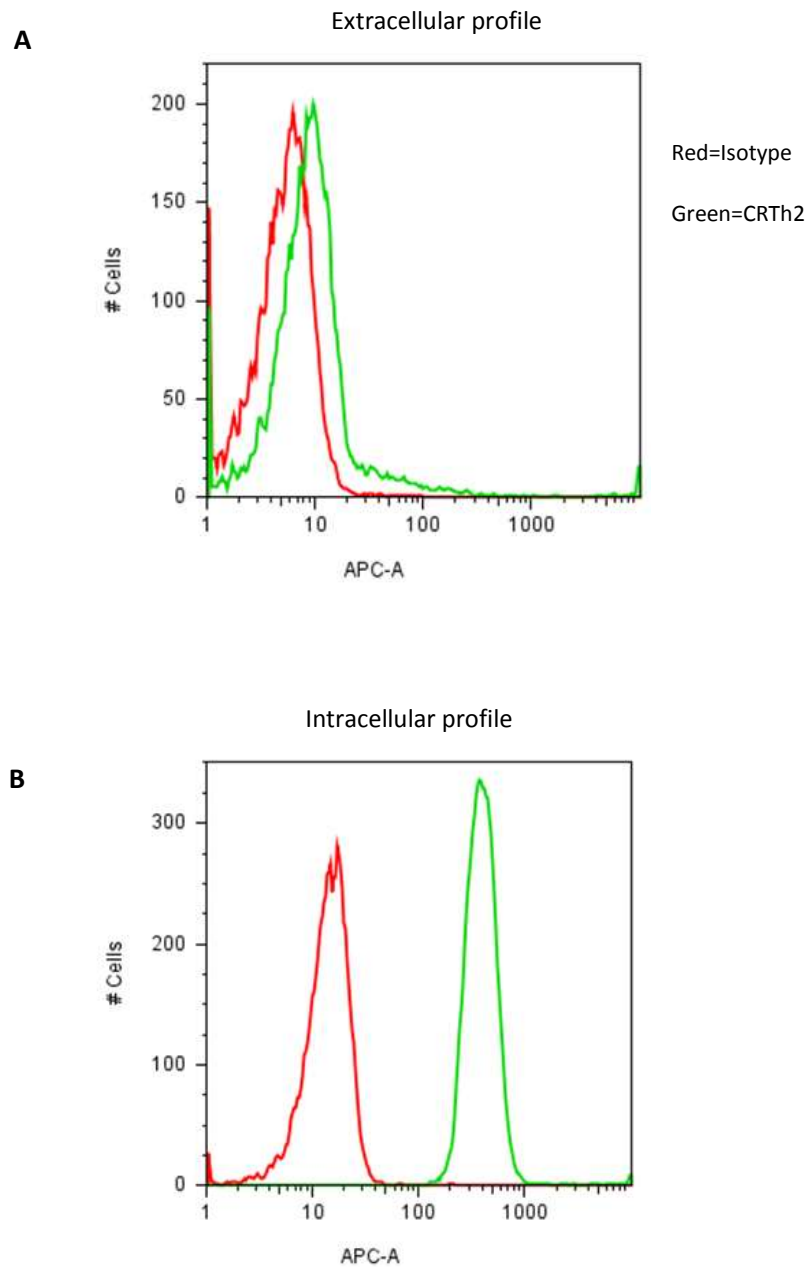 A
Extracellular profile
200
150
100
50
0
# Cells
1 10 100 1000
APC-A
Red=Isotype
Green=CRTh2
B
Intracellular profile
300
200
100
0
# Cells
1 10 100 1000
APC-A